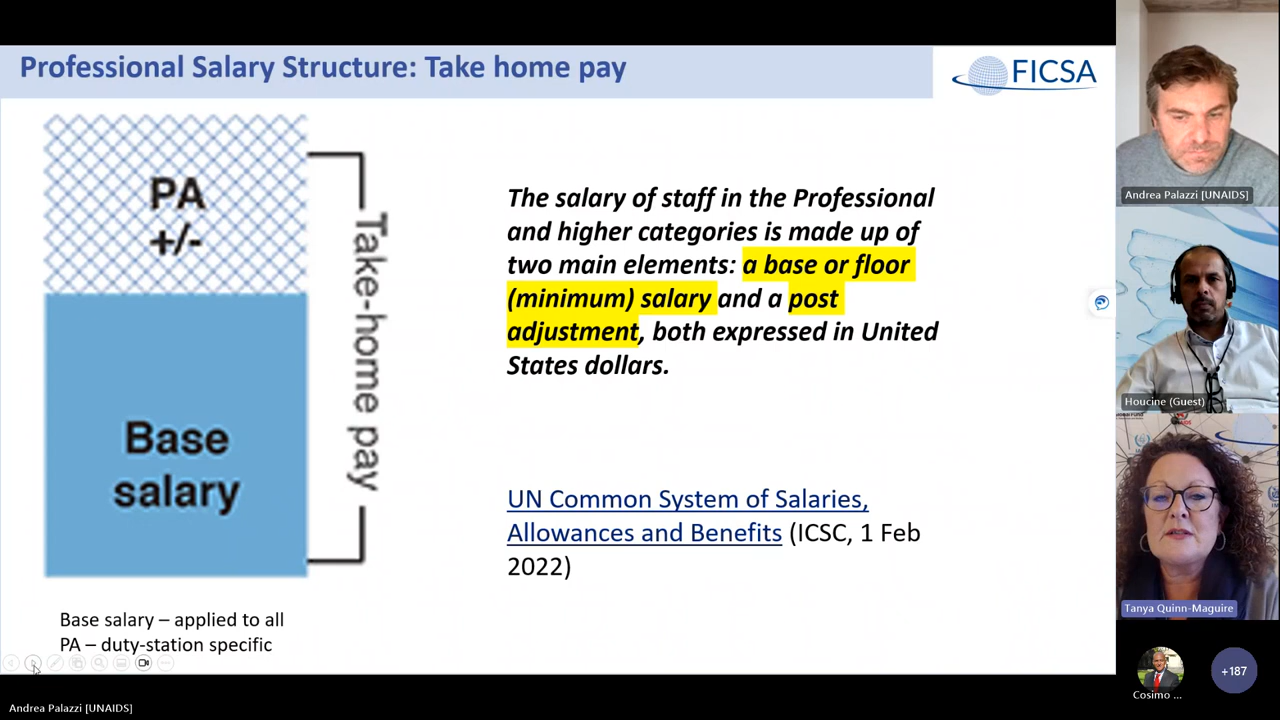 Professional Salary Structure: Take home pay
FICSA
PA
+/-
Take-home pay
Base
salary
The salary of staff in the Professional
and higher categories is made up of
two main elements: a base or floor
(minimum) salary and a post
adjustment, both expressed in United
States dollars.
UN Common System of Salaries,
Allowances and Benefits (ICSC, 1 Feb
2022)
Base salary – applied to all
PA – duty-station specific
Andrea Palazzi [UNAIDS]
Andrea Palazzi [UNAIDS]
Houcine (Guest)
Tanya Quinn-Maguire
Cosimo ...
+187